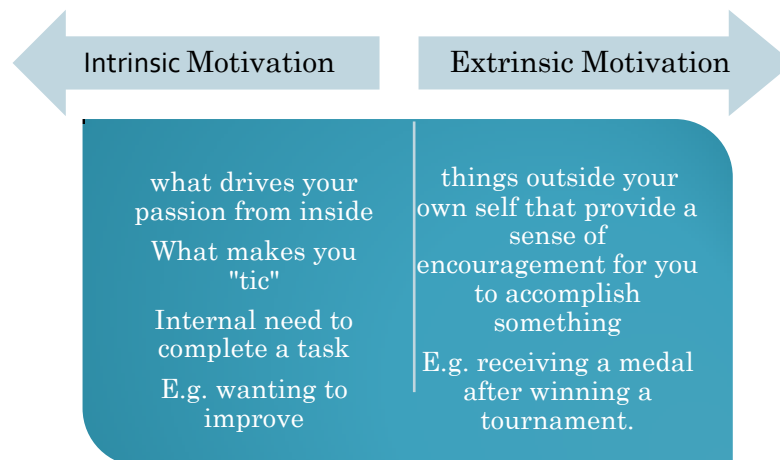 Intrinsic Motivation
Extrinsic Motivation
what drives your
passion from inside
What makes you
"tic"
Internal need to
complete a task
E.g. wanting to
improve
things outside your
own self that provide a
sense of
encouragement for you
to accomplish
something
E.g. receiving a medal
after winning a
tournament.